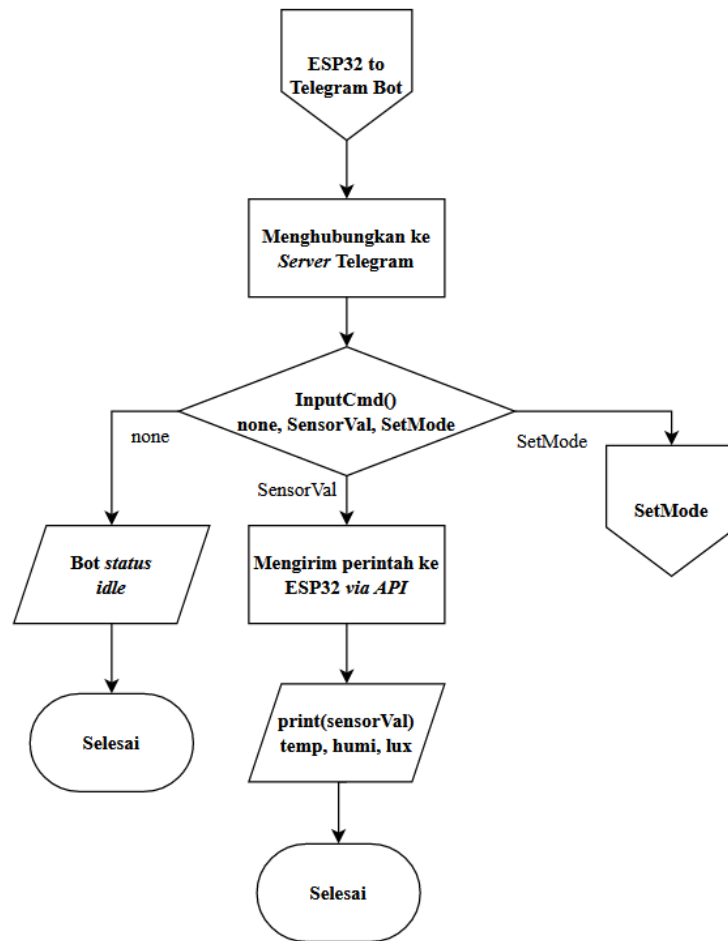 ESP32 to
Telegram Bot
Menghubungkan ke
Server Telegram
InputCmd()
none, SensorVal, SetMode
none
SensorVal
SetMode
Bot status
idle
Mengirim perintah ke
ESP32 via API
SetMode
Selesai
print(sensorVal)
temp, humi, lux
Selesai